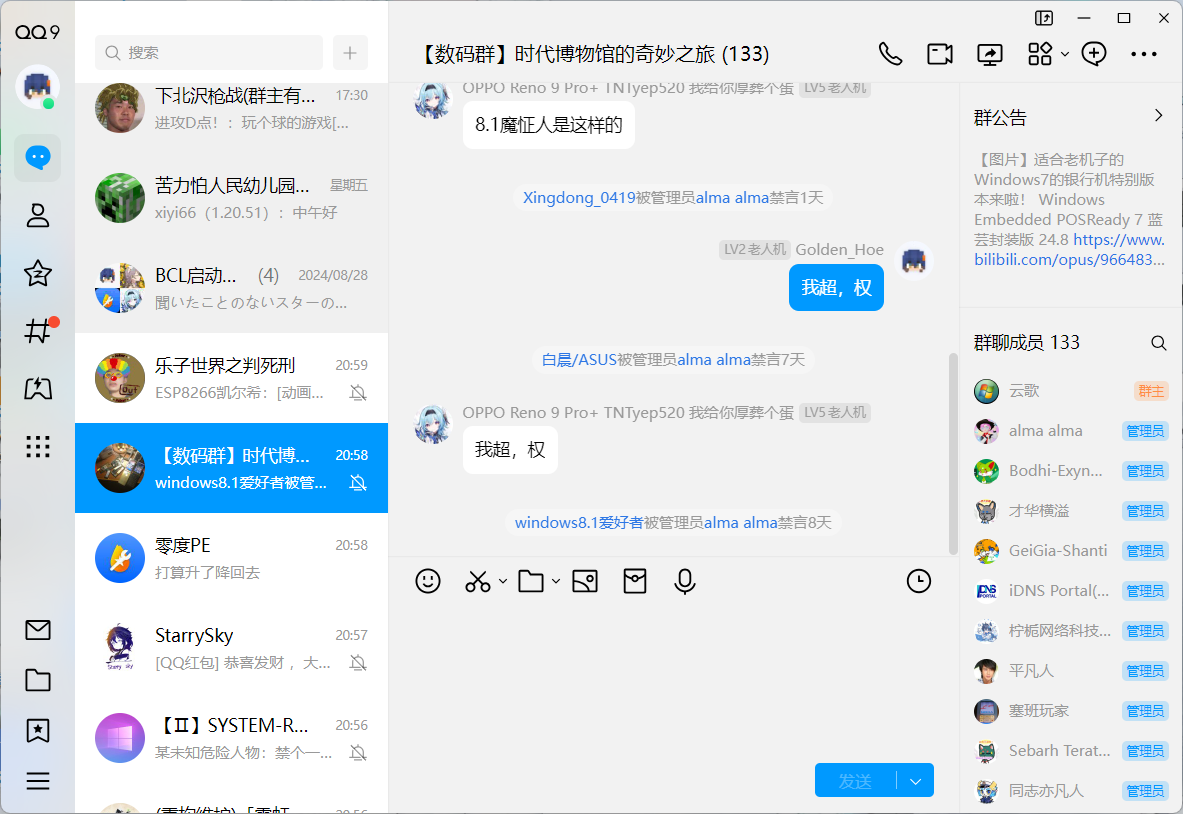 QQ9
搜索
下北沢枪战(群主有...
17:30
进攻D点！：玩个球的游戏[...
苦力怕人民幼儿园...
星期五
xiyi66（1.20.51）：中午好
BCL启动... (4)
2024/08/28
聞いたことのないスターの...
乐子世界之判死刑
20:59
ESP8266凯尔希：[动画...
【数码群】时代博...
20:58
windows8.1爱好者被管...
零度PE
20:58
打算升了降回去
StarrySky
20:57
[QQ红包] 恭喜发财，大...
【Ⅱ】SYSTEM-R...
20:56
某未知危险人物：禁个一...
【数码群】时代博物馆的奇妙之旅 (133)
OPPO Reno 9 Pro+ TNTyep520 我给你厚葬个蛋 LV5 老人机
8.1魔怔人是这样的
Xingdong_0419被管理员alma alma禁言1天
LV2 老人机 Golden_Hoe
我超，权
白晨/ASUS被管理员alma alma禁言7天
OPPO Reno 9 Pro+ TNTyep520 我给你厚葬个蛋 LV5 老人机
我超，权
windows8.1爱好者被管理员alma alma禁言8天
发送
群公告
【图片】适合老机子的
Windows7的银行机特别版
本来啦！ Windows
Embedded POSReady 7 蓝
芸封装版 24.8 https://www.
bilibili.com/opus/966483...
群聊成员 133
云歌 群主
alma alma 管理员
Bodhi-Exyn... 管理员
才华横溢 管理员
GeiGia-Shanti 管理员
iDNS Portal(... 管理员
柠栀网络科技... 管理员
平凡人 管理员
塞班玩家 管理员
Sebarh Terat... 管理员
同志亦凡人 管理员